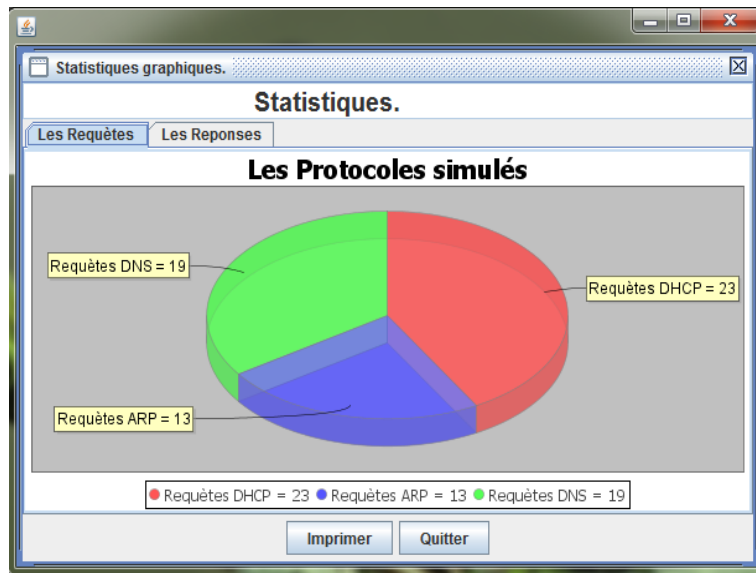 Statistiques graphiques.
Statistiques.
Les Requètes Les Reponses
Les Protocoles simulés
Requètes DNS = 19
Requètes DHCP = 23
Requètes ARP = 13
Requètes DHCP = 23 Requètes ARP = 13 Requètes DNS = 19
Imprimer Quitter